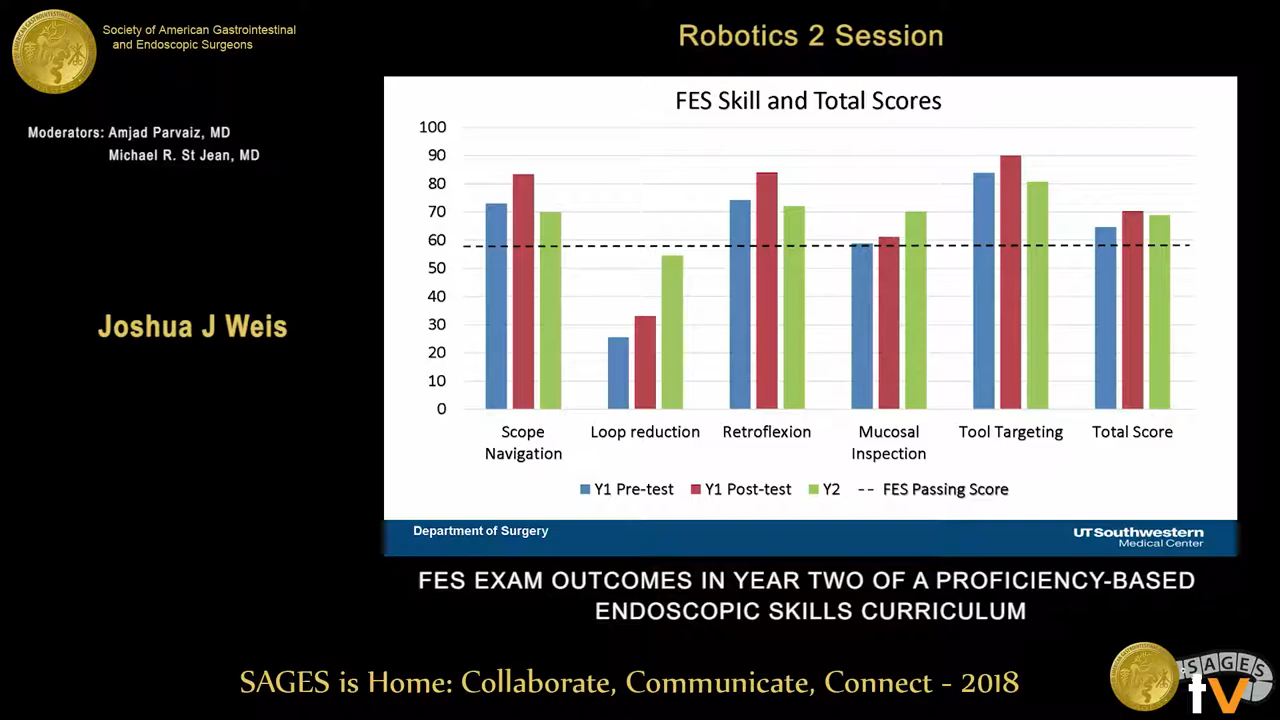 Society of American Gastrointestinal
and Endoscopic Surgeons
Robotics 2 Session
Moderators: Amjad Parvaiz, MD
Michael R. St Jean, MD
Joshua J Weis
FES Skill and Total Scores
100
90
80
70
60
50
40
30
20
10
0
Scope Navigation
Loop reduction
Retroflexion
Mucosal Inspection
Tool Targeting
Total Score
Y1 Pre-test Y1 Post-test Y2 -- FES Passing Score
Department of Surgery
UTSouthwestern
Medical Center
FES EXAM OUTCOMES IN YEAR TWO OF A PROFICIENCY-BASED
ENDOSCOPIC SKILLS CURRICULUM
SAGES is Home: Collaborate, Communicate, Connect - 2018
SAGES
tv